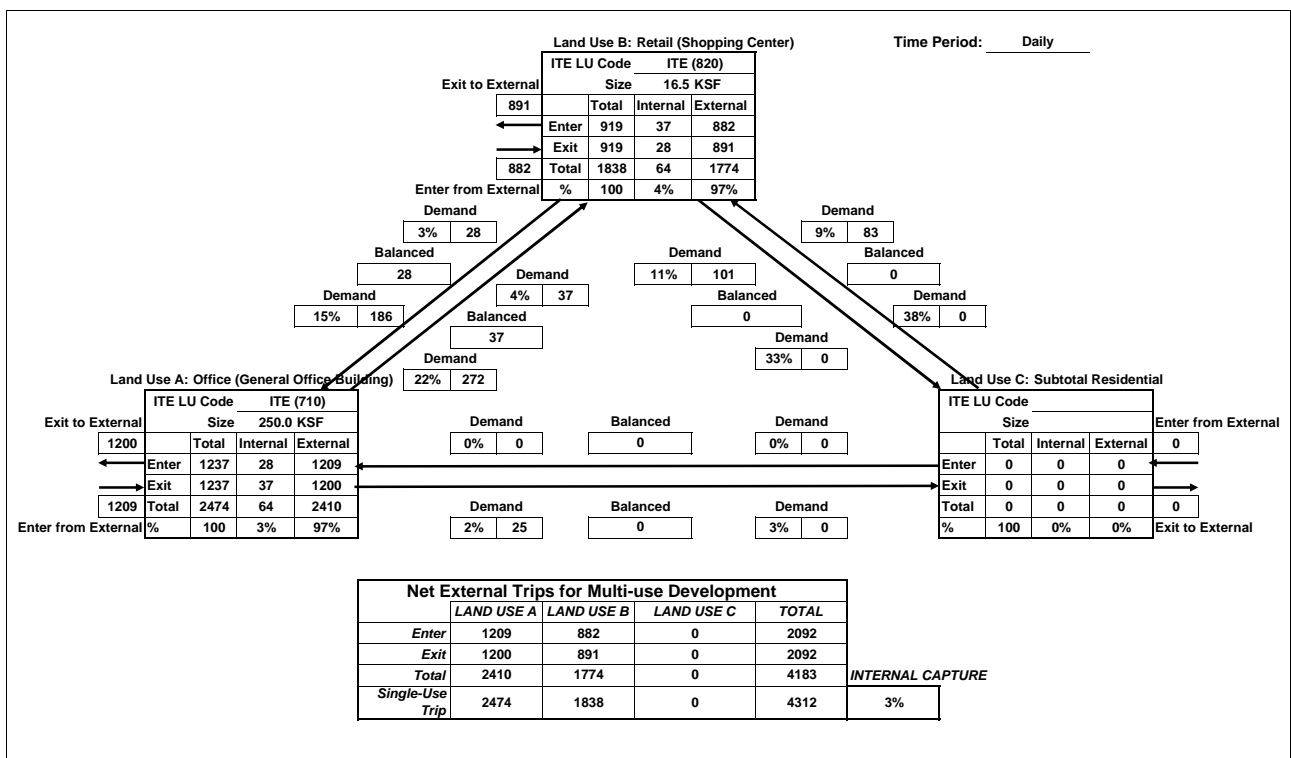 Land Use B: Retail (Shopping Center) Time Period: Daily
ITE LU Code ITE (820)
Exit to External Size 16.5 KSF
891 Total Internal External
Enter 919 37 882
Exit 919 28 891
882 Total 1838 64 1774
Enter from External % 100 4% 97%
Demand Demand
3% 28 9% 83
Balanced Demand Balanced
28 11% 101 0
Demand Demand Balanced Demand
15% 186 4% 37 0 38% 0
Balanced
37 Demand
33% 0
Demand
Land Use A: Office (General Office Building) 22% 272 Land Use C: Subtotal Residential
ITE LU Code ITE (710) ITE LU Code
Exit to External Size 250.0 KSF Demand Balanced Demand Size Enter from External
1200 Total Internal External 0% 0 0 0% 0 Total Internal External 0
Enter 1237 28 1209 Enter 0 0 0
Exit 1237 37 1200 Exit 0 0 0
1209 Total 2474 64 2410 Demand Balanced Demand Total 0 0 0 0
Enter from External % 100 3% 97% 2% 25 0 3% 0 % 100 0% 0% Exit to External
Net External Trips for Multi-use Development
LAND USE A LAND USE B LAND USE C TOTAL
Enter 1209 882 0 2092
Exit 1200 891 0 2092
Total 2410 1774 0 4183 INTERNAL CAPTURE
Single-Use
Trip 2474 1838 0 4312 3%